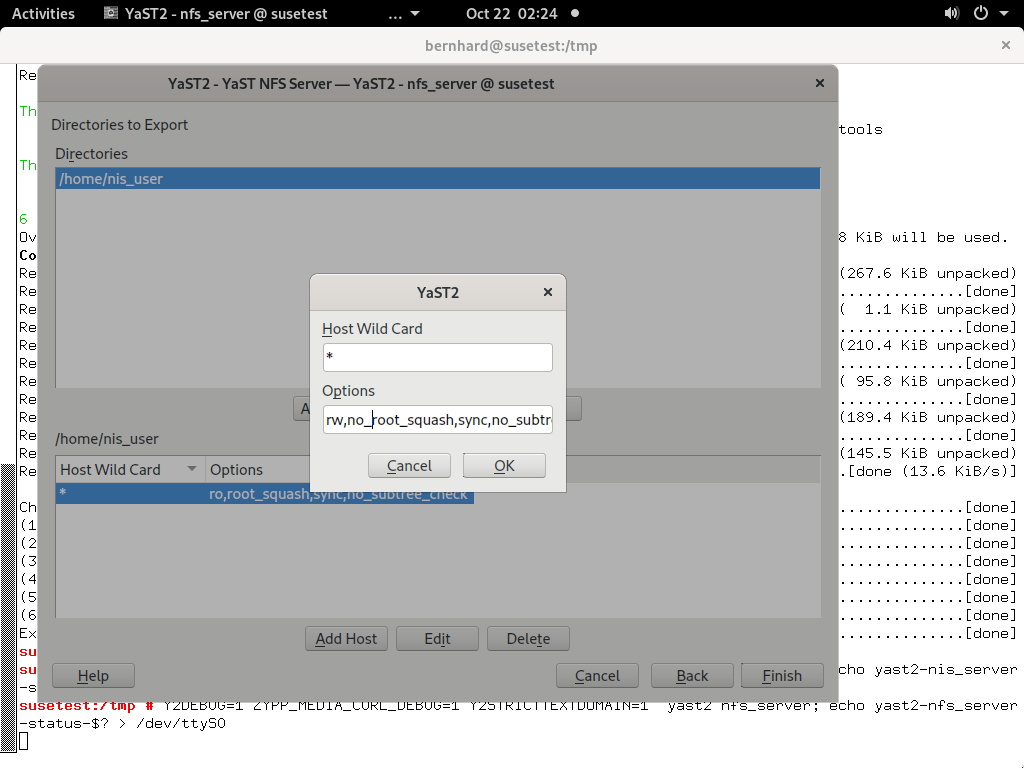 Activities YaST2 - nfs_server @ susetest ... Oct 22 02:24
bernhard@susetest:/tmp
Re
YaST2 - YaST NFS Server — YaST2 - nfs_server @ susetest
Th
Directories to Export
tools
Directories
Th
/home/nis_user
6
Ov 8 KiB will be used.
Co
Re (267.6 KiB unpacked)
Re ..............[done]
Re ( 1.1 KiB unpacked)
Re ..............[done]
Re (210.4 KiB unpacked)
Re ..............[done]
Re ( 95.8 KiB unpacked)
Re ..............[done]
Re (189.4 KiB unpacked)
Re ..............[done]
Re (145.5 KiB unpacked)
Re .[done (13.6 KiB/s)]
YaST2
Host Wild Card
*
Options
rw,no_root_squash,sync,no_subtre
Cancel OK
/home/nis_user
Host Wild Card Options
* ro,root_squash,sync,no_subtree_check
Ch ..............[done]
(1 ..............[done]
(2 ..............[done]
(3 ..............[done]
(4 ..............[done]
(5 ..............[done]
(6 ..............[done]
Ex ..............[done]
Add Host Edit Delete
su
su echo yast2-nis_server
Help Cancel Back Finish
-s
susetest:/tmp # Y2DEBUG=1 ZYPP_MEDIA_CURL_DEBUG=1 Y2STRICTTEXTDOMAIN=1 yast2 nfs_server; echo yast2-nfs_server
-status-$? > /dev/ttyS0